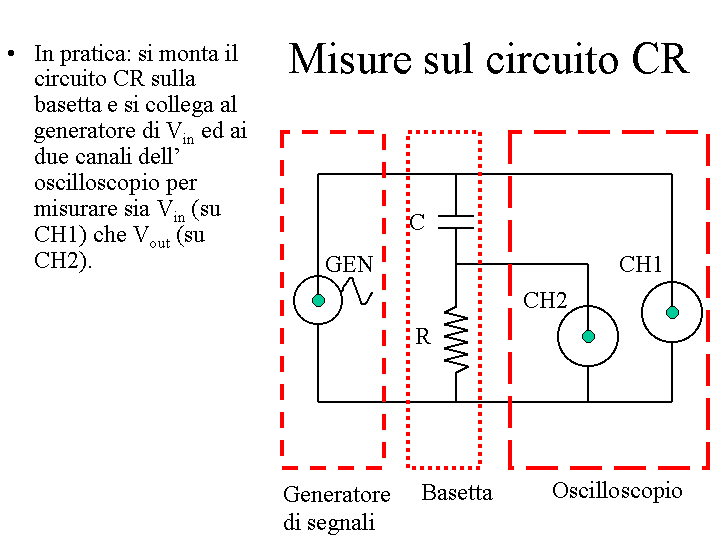 Misure sul circuito CR
• In pratica: si monta il
circuito CR sulla
basetta e si collega al
generatore di Vin ed ai
due canali dell’
oscilloscopio per
misurare sia Vin (su
CH1) che Vout (su
CH2).
C
GEN
CH1
CH2
R
Generatore
di segnali
Basetta
Oscilloscopio